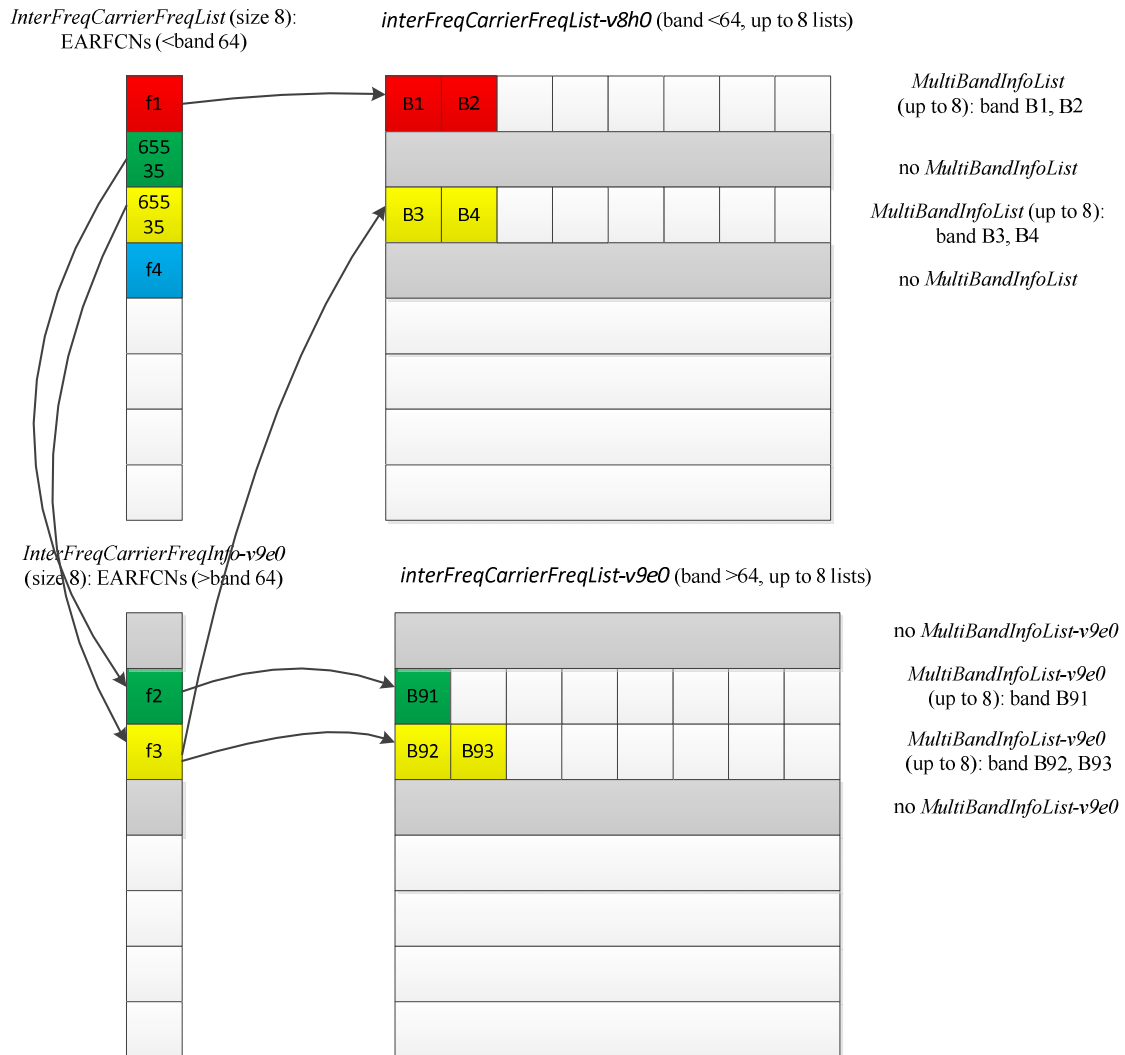 InterFreqCarrierFreqList (size 8):
EARFCNs (<band 64)
interFreqCarrierFreqList-v8h0 (band <64, up to 8 lists)
f1
B1 B2
MultiBandInfoList
(up to 8): band B1, B2
655
35
no MultiBandInfoList
655
35
B3 B4
MultiBandInfoList (up to 8):
band B3, B4
f4
no MultiBandInfoList
InterFreqCarrierFreqInfo-v9e0
(size 8): EARFCNs (>band 64)
interFreqCarrierFreqList-v9e0 (band >64, up to 8 lists)
no MultiBandInfoList-v9e0
f2
B91
MultiBandInfoList-v9e0
(up to 8): band B91
f3
B92 B93
MultiBandInfoList-v9e0
(up to 8): band B92, B93
no MultiBandInfoList-v9e0